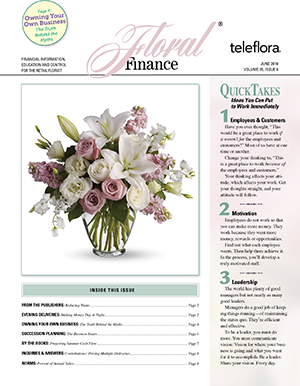 Page 4
Owning Your
Own Business
The Truth
Behind the
Myths
Floral
Finance
®
teleflora.
FINANCIAL INFORMATION,
EDUCATION AND CONTROL
FOR THE RETAIL FLORIST
JUNE 2016
VOLUME 35, ISSUE 6
QUICKTAKES
Ideas You Can Put
to Work Immediately
1 Employees & Customers
Have you ever thought, "This
would be a great place to work if
it weren't for the employees and
customers?" Most of us have at one
time or another.
Change your thinking to, "This
is a great place to work because of
the employees and customers."
Your thinking affects your atti-
tude, which affects your work. Get
your thoughts straight, and your
attitude will follow.
2 Motivation
Employees do not work so that
you can make more money. They
work because they want more
money, rewards or opportunities.
Find out what each employee
wants. Then help them achieve it.
In the process, you'll develop a
truly motivated staff.
3 Leadership
The world has plenty of good
managers but not nearly as many
good leaders.
Managers do a good job of keep-
ing things running—of maintaining
the status quo. They're efficient
and effective.
To be a leader, you must do
more. You must communicate
vision: Vision for where your busi-
ness is going and what you want
for it to accomplish. Be a leader.
Share your vision. Every day.
INSIDE THIS ISSUE
FROM THE PUBLISHER: Reducing Waste Page 2
EVENING DELIVERIES: Making Money Day & Night Page 3
OWNING YOUR OWN BUSINESS: The Truth Behind the Myths Page 4
SUCCESSION PLANNING: Page 6
BY THE BOOKS: Projecting Summer Cash Flow Page 7
INQUIRIES & ANSWERS: Pricing Multiple Deliveries Page 8
NORMS: Percent of Annual Sales Page 8